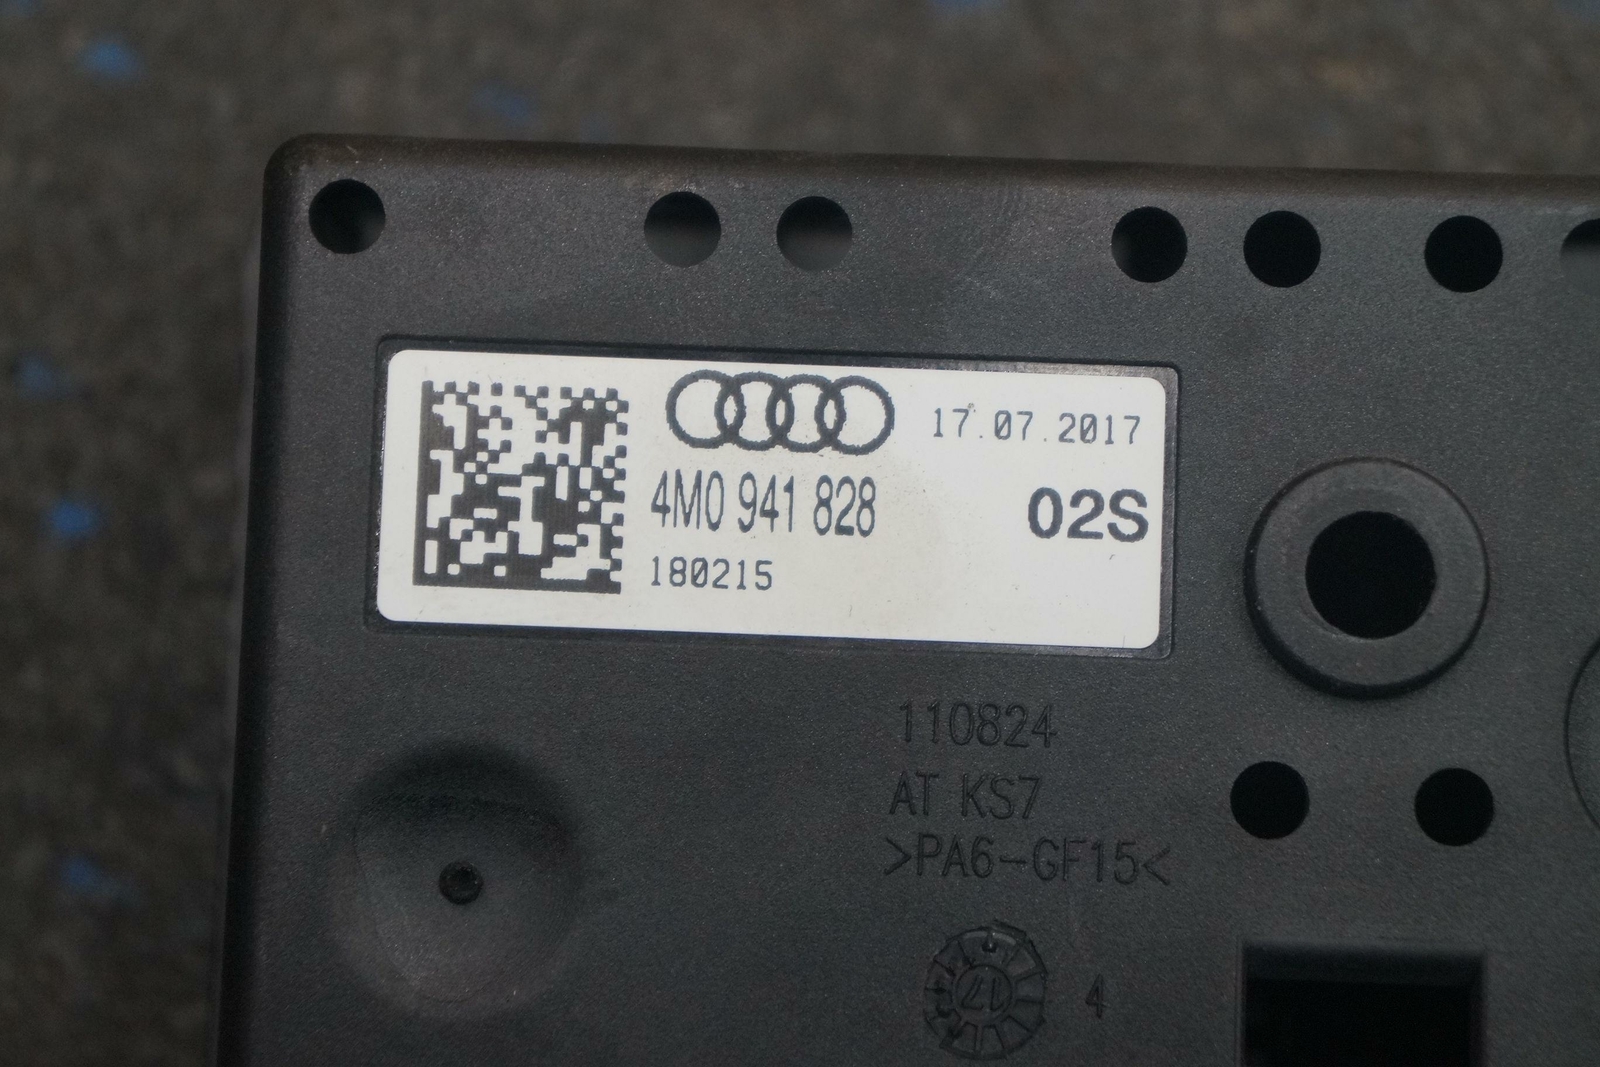 17.07.2017
4M0 941 828
02S
180215
110824
AT KS7
>PA6-GF15<
17
4